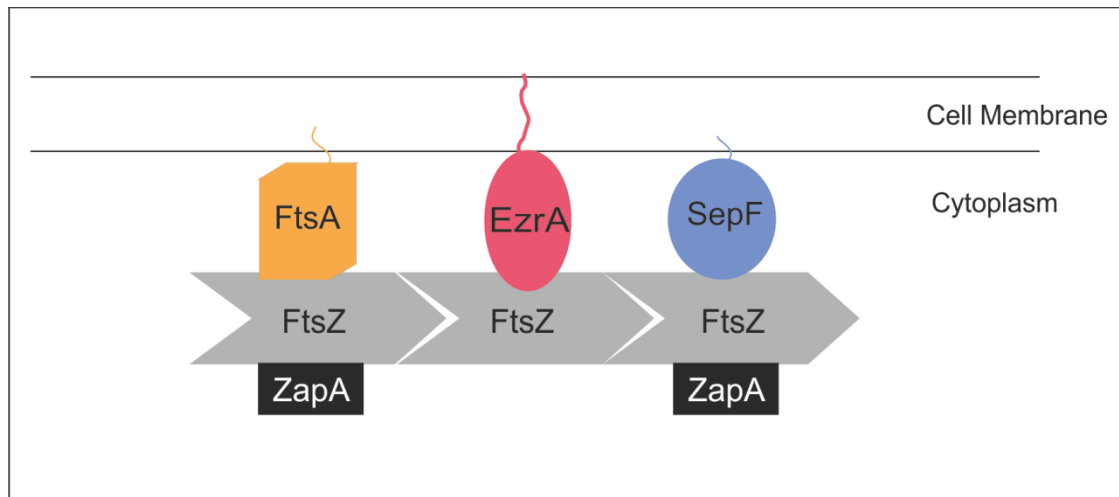 Cell Membrane
FtsA
EzrA
SepF
Cytoplasm
FtsZ
FtsZ
FtsZ
ZapA
ZapA